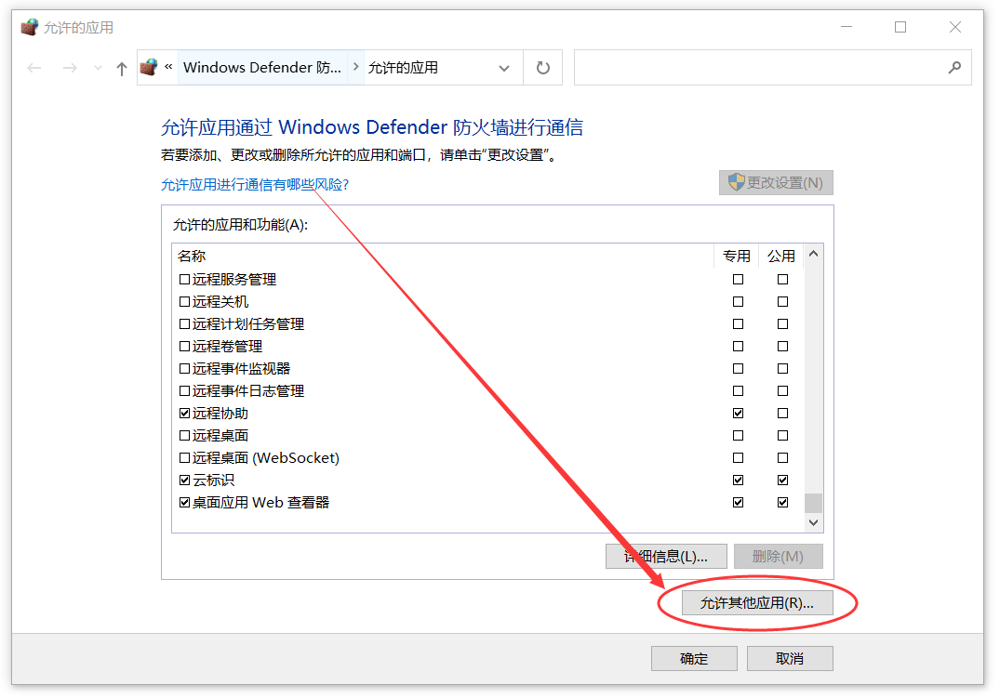 允许的应用
« Windows Defender 防... › 允许的应用
允许应用通过 Windows Defender 防火墙进行通信
若要添加、更改或删除所允许的应用和端口，请单击“更改设置”。
允许应用进行通信有哪些风险?
更改设置(N)
允许的应用和功能(A):
名称 专用 公用
远程服务管理
远程关机
远程计划任务管理
远程卷管理
远程事件监视器
远程事件日志管理
远程协助
远程桌面
远程桌面 (WebSocket)
云标识
桌面应用 Web 查看器
详细信息(L)... 删除(M)
允许其他应用(R)...
确定 取消